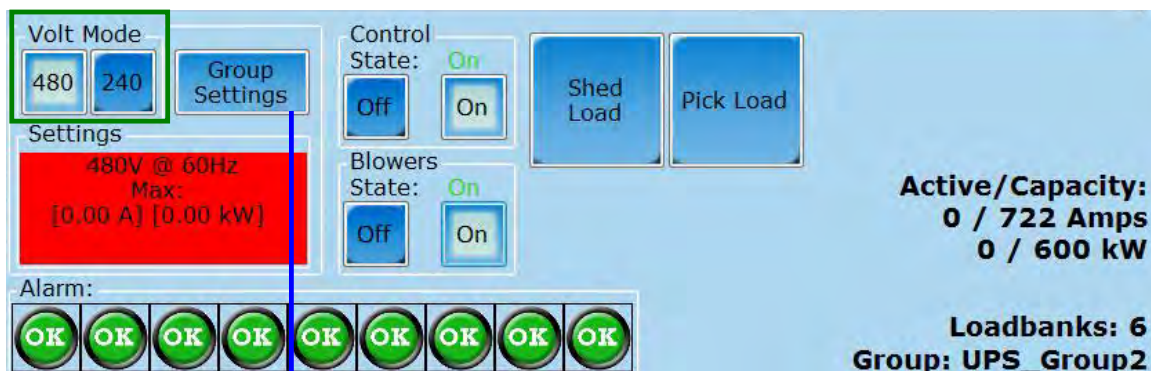 Volt Mode
480 240
Group
Settings
Settings
480V @ 60Hz
Max:
[0.00 A] [0.00 kW]
Control
State: On
Off On
Blowers
State: On
Off On
Shed
Load
Pick Load
Active/Capacity:
0 / 722 Amps
0 / 600 kW
Alarm:
OK OK OK OK OK OK OK OK OK
Loadbanks: 6
Group: UPS_Group2